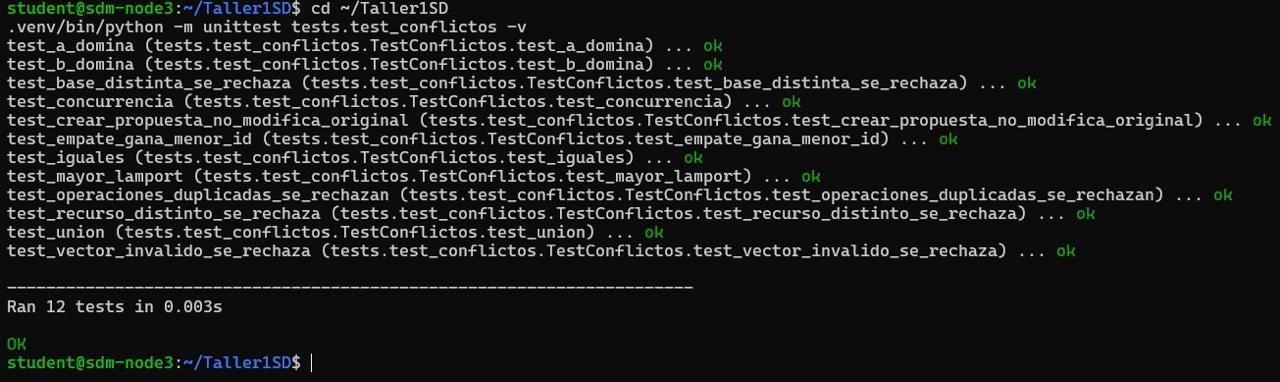 student@sdm-node3:~/Taller1SD$ cd ~/Taller1SD
.venv/bin/python -m unittest tests.test_conflictos -v
test_a_domina (tests.test_conflictos.TestConflictos.test_a_domina) ... ok
test_b_domina (tests.test_conflictos.TestConflictos.test_b_domina) ... ok
test_base_distinta_se_rechaza (tests.test_conflictos.TestConflictos.test_base_distinta_se_rechaza) ... ok
test_concurrencia (tests.test_conflictos.TestConflictos.test_concurrencia) ... ok
test_crear_propuesta_no_modifica_original (tests.test_conflictos.TestConflictos.test_crear_propuesta_no_modifica_original) ... ok
test_empate_gana_menor_id (tests.test_conflictos.TestConflictos.test_empate_gana_menor_id) ... ok
test_iguales (tests.test_conflictos.TestConflictos.test_iguales) ... ok
test_mayor_lamport (tests.test_conflictos.TestConflictos.test_mayor_lamport) ... ok
test_operaciones_duplicadas_se_rechazan (tests.test_conflictos.TestConflictos.test_operaciones_duplicadas_se_rechazan) ... ok
test_recurso_distinto_se_rechaza (tests.test_conflictos.TestConflictos.test_recurso_distinto_se_rechaza) ... ok
test_union (tests.test_conflictos.TestConflictos.test_union) ... ok
test_vector_invalido_se_rechaza (tests.test_conflictos.TestConflictos.test_vector_invalido_se_rechaza) ... ok
----------------------------------------------------------------------
Ran 12 tests in 0.003s
OK
student@sdm-node3:~/Taller1SD$